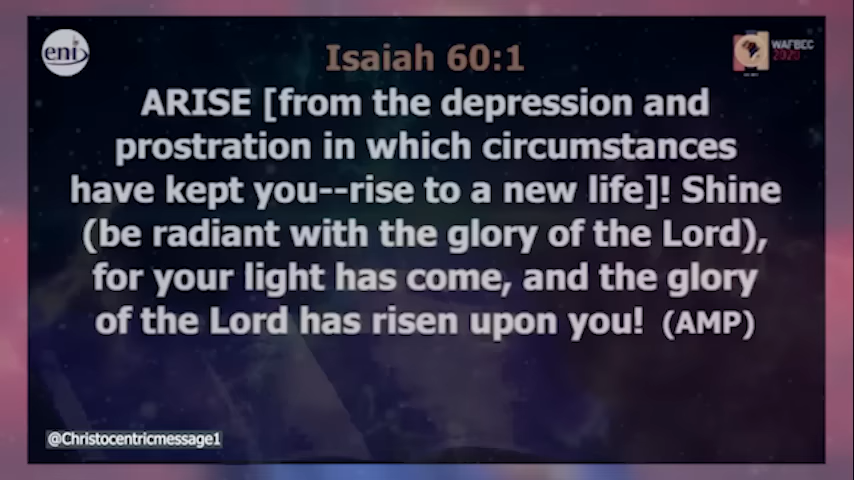 eni
Isaiah 60:1
WAFBEC
2020
ARISE [from the depression and
prostration in which circumstances
have kept you--rise to a new life]! Shine
(be radiant with the glory of the Lord),
for your light has come, and the glory
of the Lord has risen upon you! (AMP)
@Christocentricmessage1